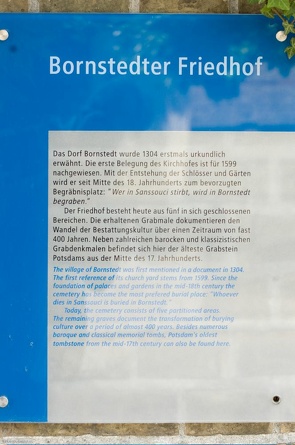 Bornstedter Friedhof
Das Dorf Bornstedt wurde 1304 erstmals urkundlich
erwähnt. Die erste Belegung des Kirchhofes ist für 1599
nachgewiesen. Mit der Entstehung der Schlösser und Gärten
wird er seit Mitte des 18. Jahrhunderts zum bevorzugten
Begräbnisplatz: "Wer in Sanssouci stirbt, wird in Bornstedt
begraben."
Der Friedhof besteht heute aus fünf in sich geschlossenen
Bereichen. Die erhaltenen Grabmale dokumentieren den
Wandel der Bestattungskultur über einen Zeitraum von fast
400 Jahren. Neben zahlreichen barocken und klassizistischen
Grabdenkmalen befindet sich hier der älteste Grabstein
Potsdams aus der Mitte des 17. Jahrhunderts.
The village of Bornstedt was first mentioned in a document in 1304.
The first reference of its church yard stems from 1599. Since the
foundation of palaces and gardens in the mid-18th century the
cemetery has become the most preferred burial place: "Whoever
dies in Sanssouci is buried in Bornstedt."
Today, the cemetery consists of five partitioned areas.
The remaining graves document the transformation of burying
culture over a period of almost 400 years. Besides numerous
baroque and classical memorial tombs, Potsdam's oldest
tombstone from the mid-17th century can also be found here.